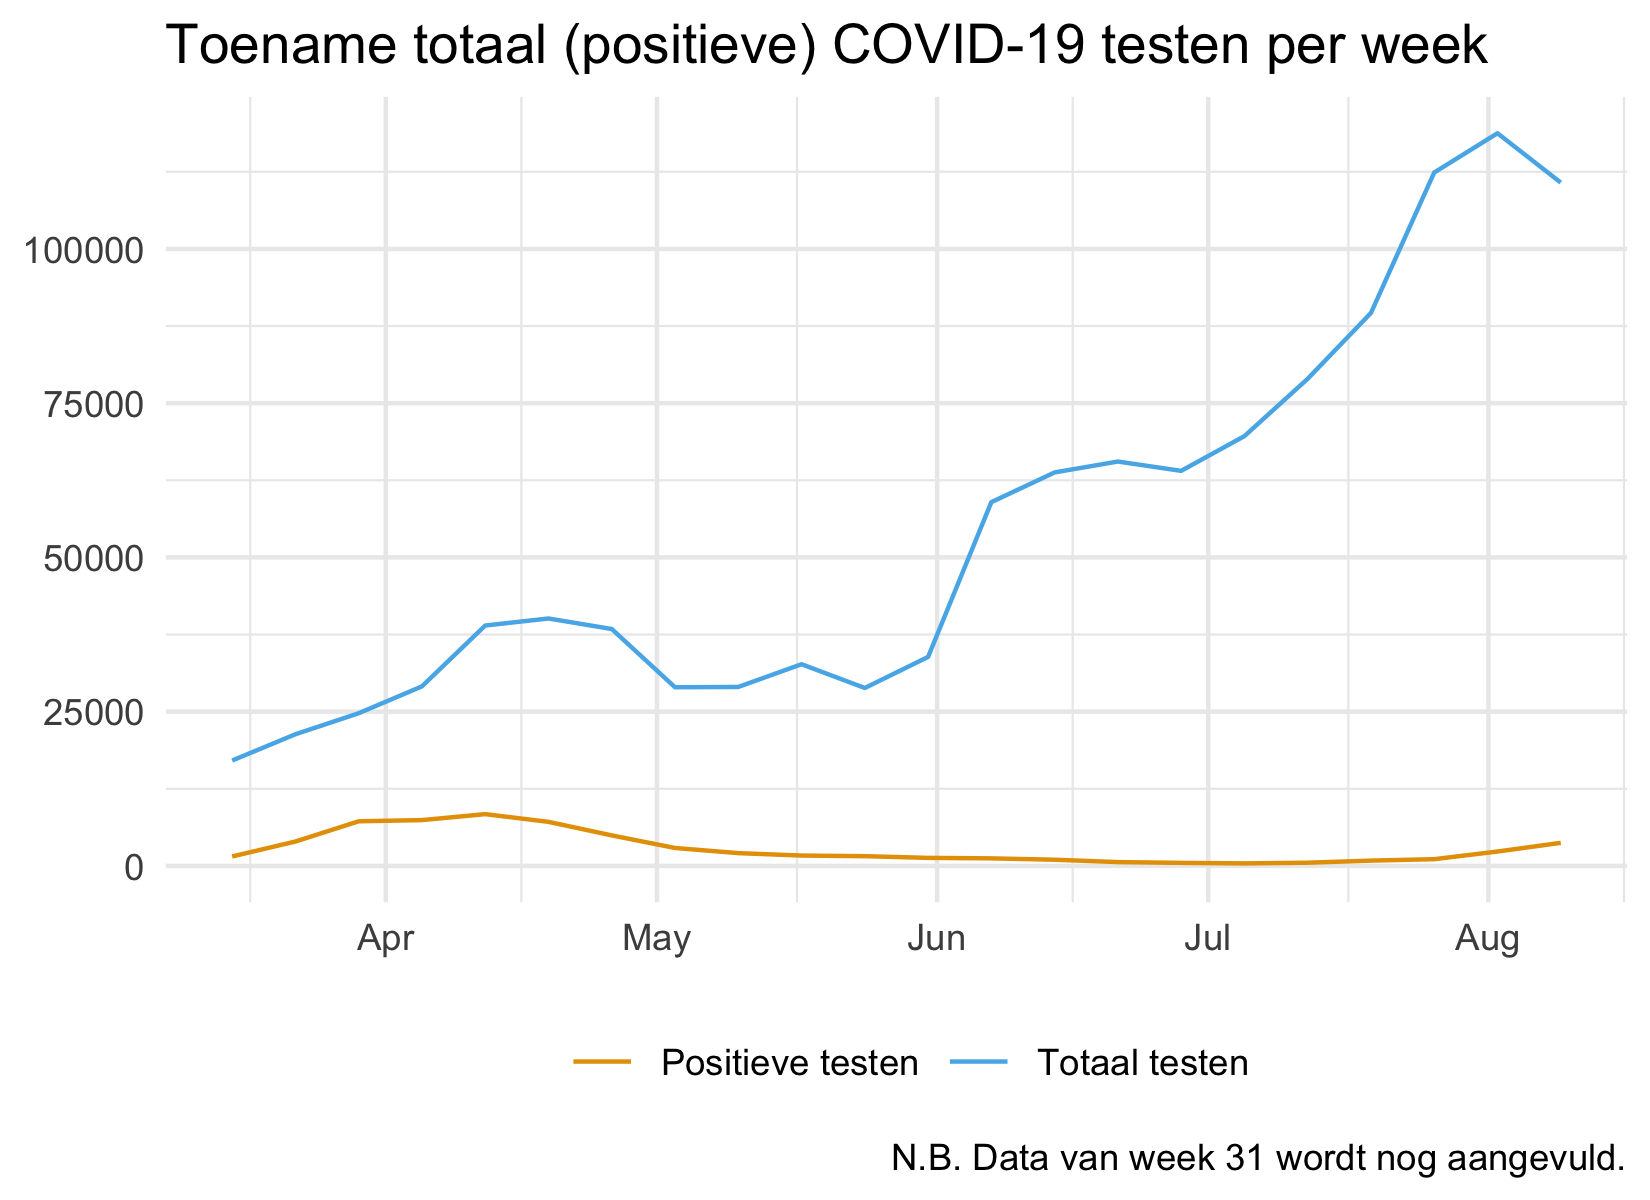 Toename totaal (positieve) COVID-19 testen per week
100000
75000
50000
25000
0
Apr May Jun Jul Aug
Positieve testen Totaal testen
N.B. Data van week 31 wordt nog aangevuld.